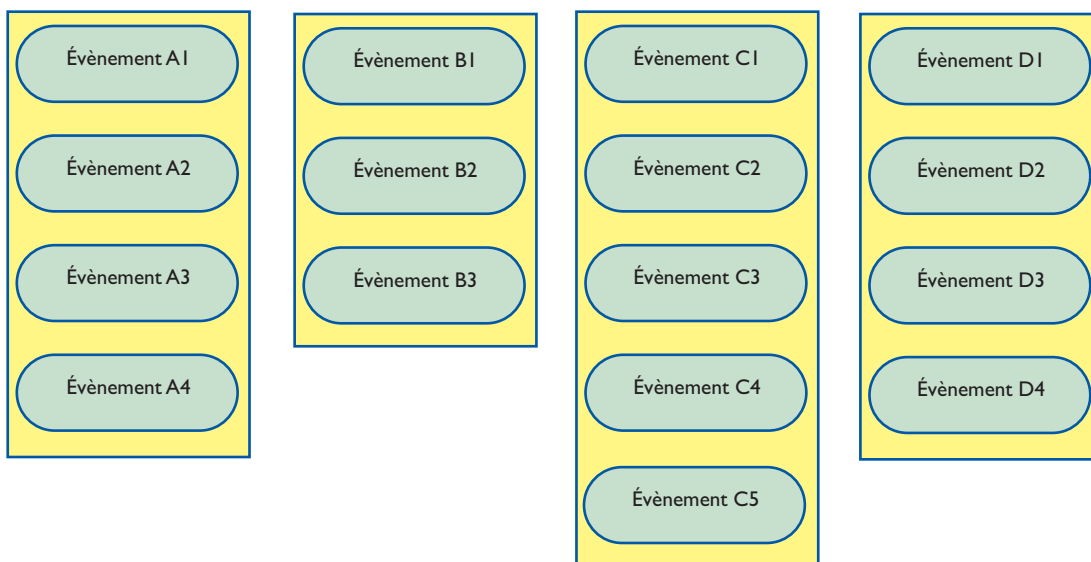 Évènement A1
Évènement A2
Évènement A3
Évènement A4
Évènement B1
Évènement B2
Évènement B3
Évènement C1
Évènement C2
Évènement C3
Évènement C4
Évènement C5
Évènement D1
Évènement D2
Évènement D3
Évènement D4